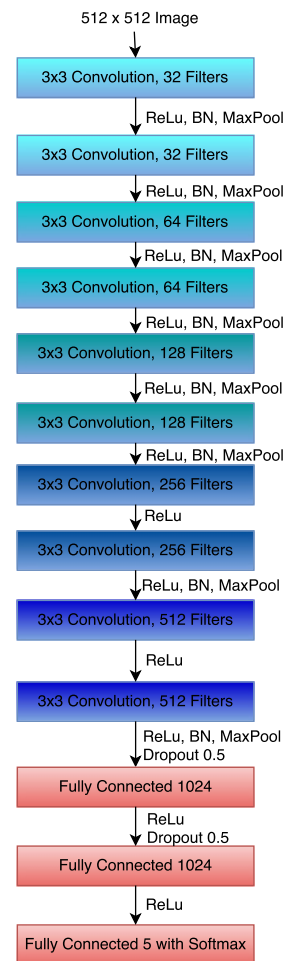 512 x 512 Image
3x3 Convolution, 32 Filters
ReLu, BN, MaxPool
3x3 Convolution, 32 Filters
ReLu, BN, MaxPool
3x3 Convolution, 64 Filters
ReLu, BN, MaxPool
3x3 Convolution, 64 Filters
ReLu, BN, MaxPool
3x3 Convolution, 128 Filters
ReLu, BN, MaxPool
3x3 Convolution, 128 Filters
ReLu, BN, MaxPool
3x3 Convolution, 256 Filters
ReLu
3x3 Convolution, 256 Filters
ReLu, BN, MaxPool
3x3 Convolution, 512 Filters
ReLu
3x3 Convolution, 512 Filters
ReLu, BN, MaxPool
Dropout 0.5
Fully Connected 1024
ReLu
Dropout 0.5
Fully Connected 1024
ReLu
Fully Connected 5 with Softmax